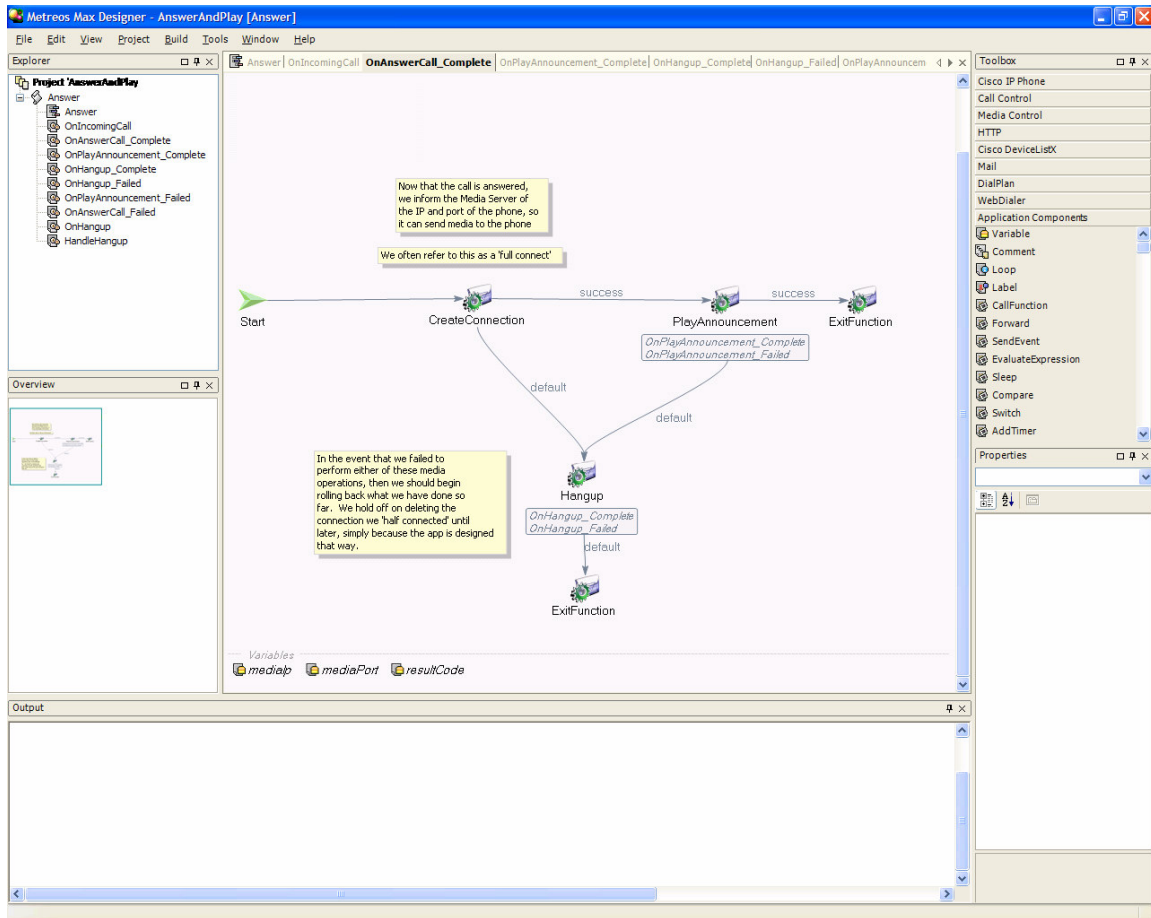 Metreos Max Designer - AnswerAndPlay [Answer]
File Edit View Project Build Tools Window Help
Explorer
Project 'AnswerAndPlay
Answer
Answer
OnIncomingCall
OnAnswerCall_Complete
OnPlayAnnouncement_Complete
OnHangup_Complete
OnHangup_Failed
OnPlayAnnouncement_Failed
OnAnswerCall_Failed
OnHangup
HandleHangup
Overview
Answer OnIncomingCall OnAnswerCall_Complete OnPlayAnnouncement_Complete OnHangup_Complete OnHangup_Failed OnPlayAnnouncem
Now that the call is answered,
we inform the Media Server of
the IP and port of the phone, so
it can send media to the phone
We often refer to this as a 'full connect'
success
success
Start
CreateConnection
PlayAnnouncement
ExitFunction
OnPlayAnnouncement_Complete
OnPlayAnnouncement_Failed
default
default
In the event that we failed to
perform either of these media
operations, then we should begin
rolling back what we have done so
far. We hold off on deleting the
connection we 'half connected' until
later, simply because the app is designed
that way.
Hangup
OnHangup_Complete
OnHangup_Failed
default
ExitFunction
Variables
mediaIp mediaPort resultCode
Toolbox
Cisco IP Phone
Call Control
Media Control
HTTP
Cisco DeviceListX
Mail
DialPlan
WebDialer
Application Components
Variable
Comment
Loop
Label
CallFunction
Forward
SendEvent
EvaluateExpression
Sleep
Compare
Switch
AddTimer
Properties
Output